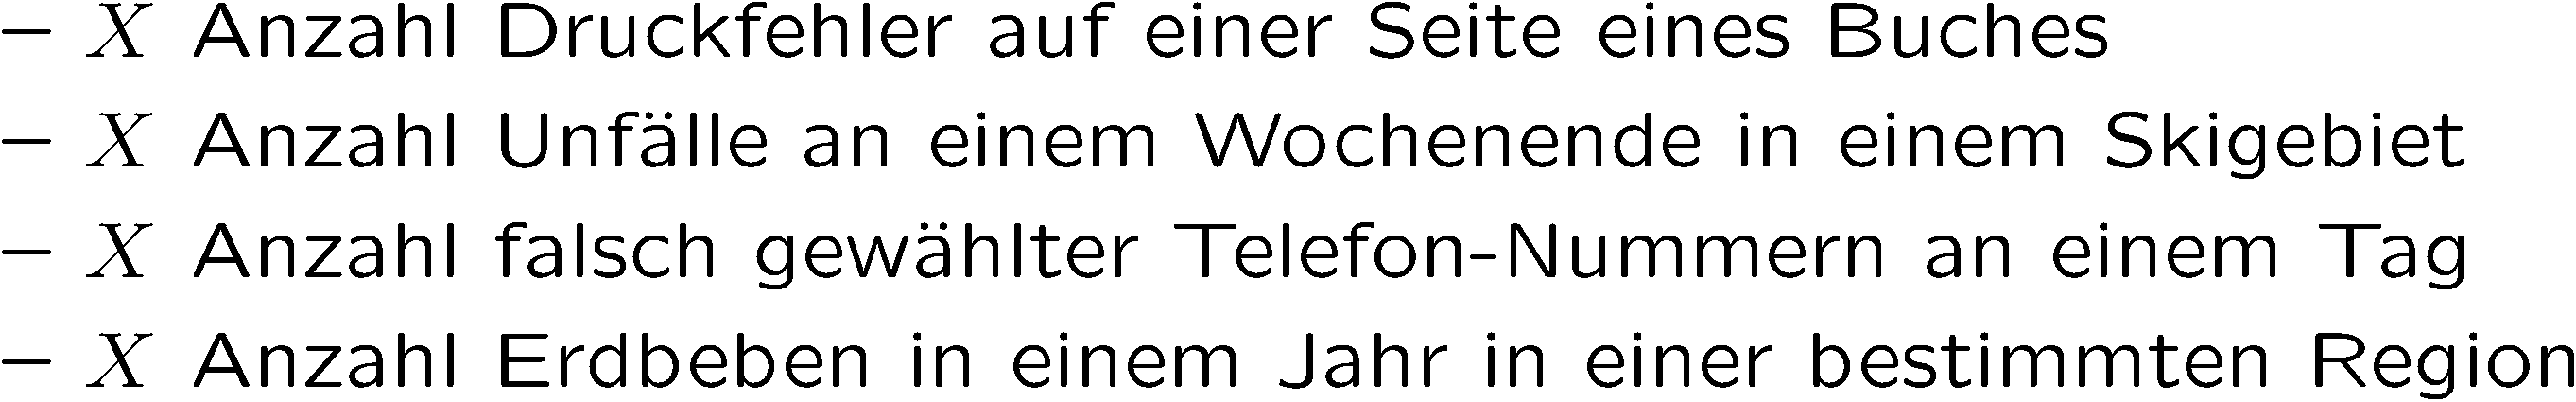 – X Anzahl Druckfehler auf einer Seite eines Buches
– X Anzahl Unfälle an einem Wochenende in einem Skigebiet
– X Anzahl falsch gewählter Telefon-Nummern an einem Tag
– X Anzahl Erdbeben in einem Jahr in einer bestimmten Region